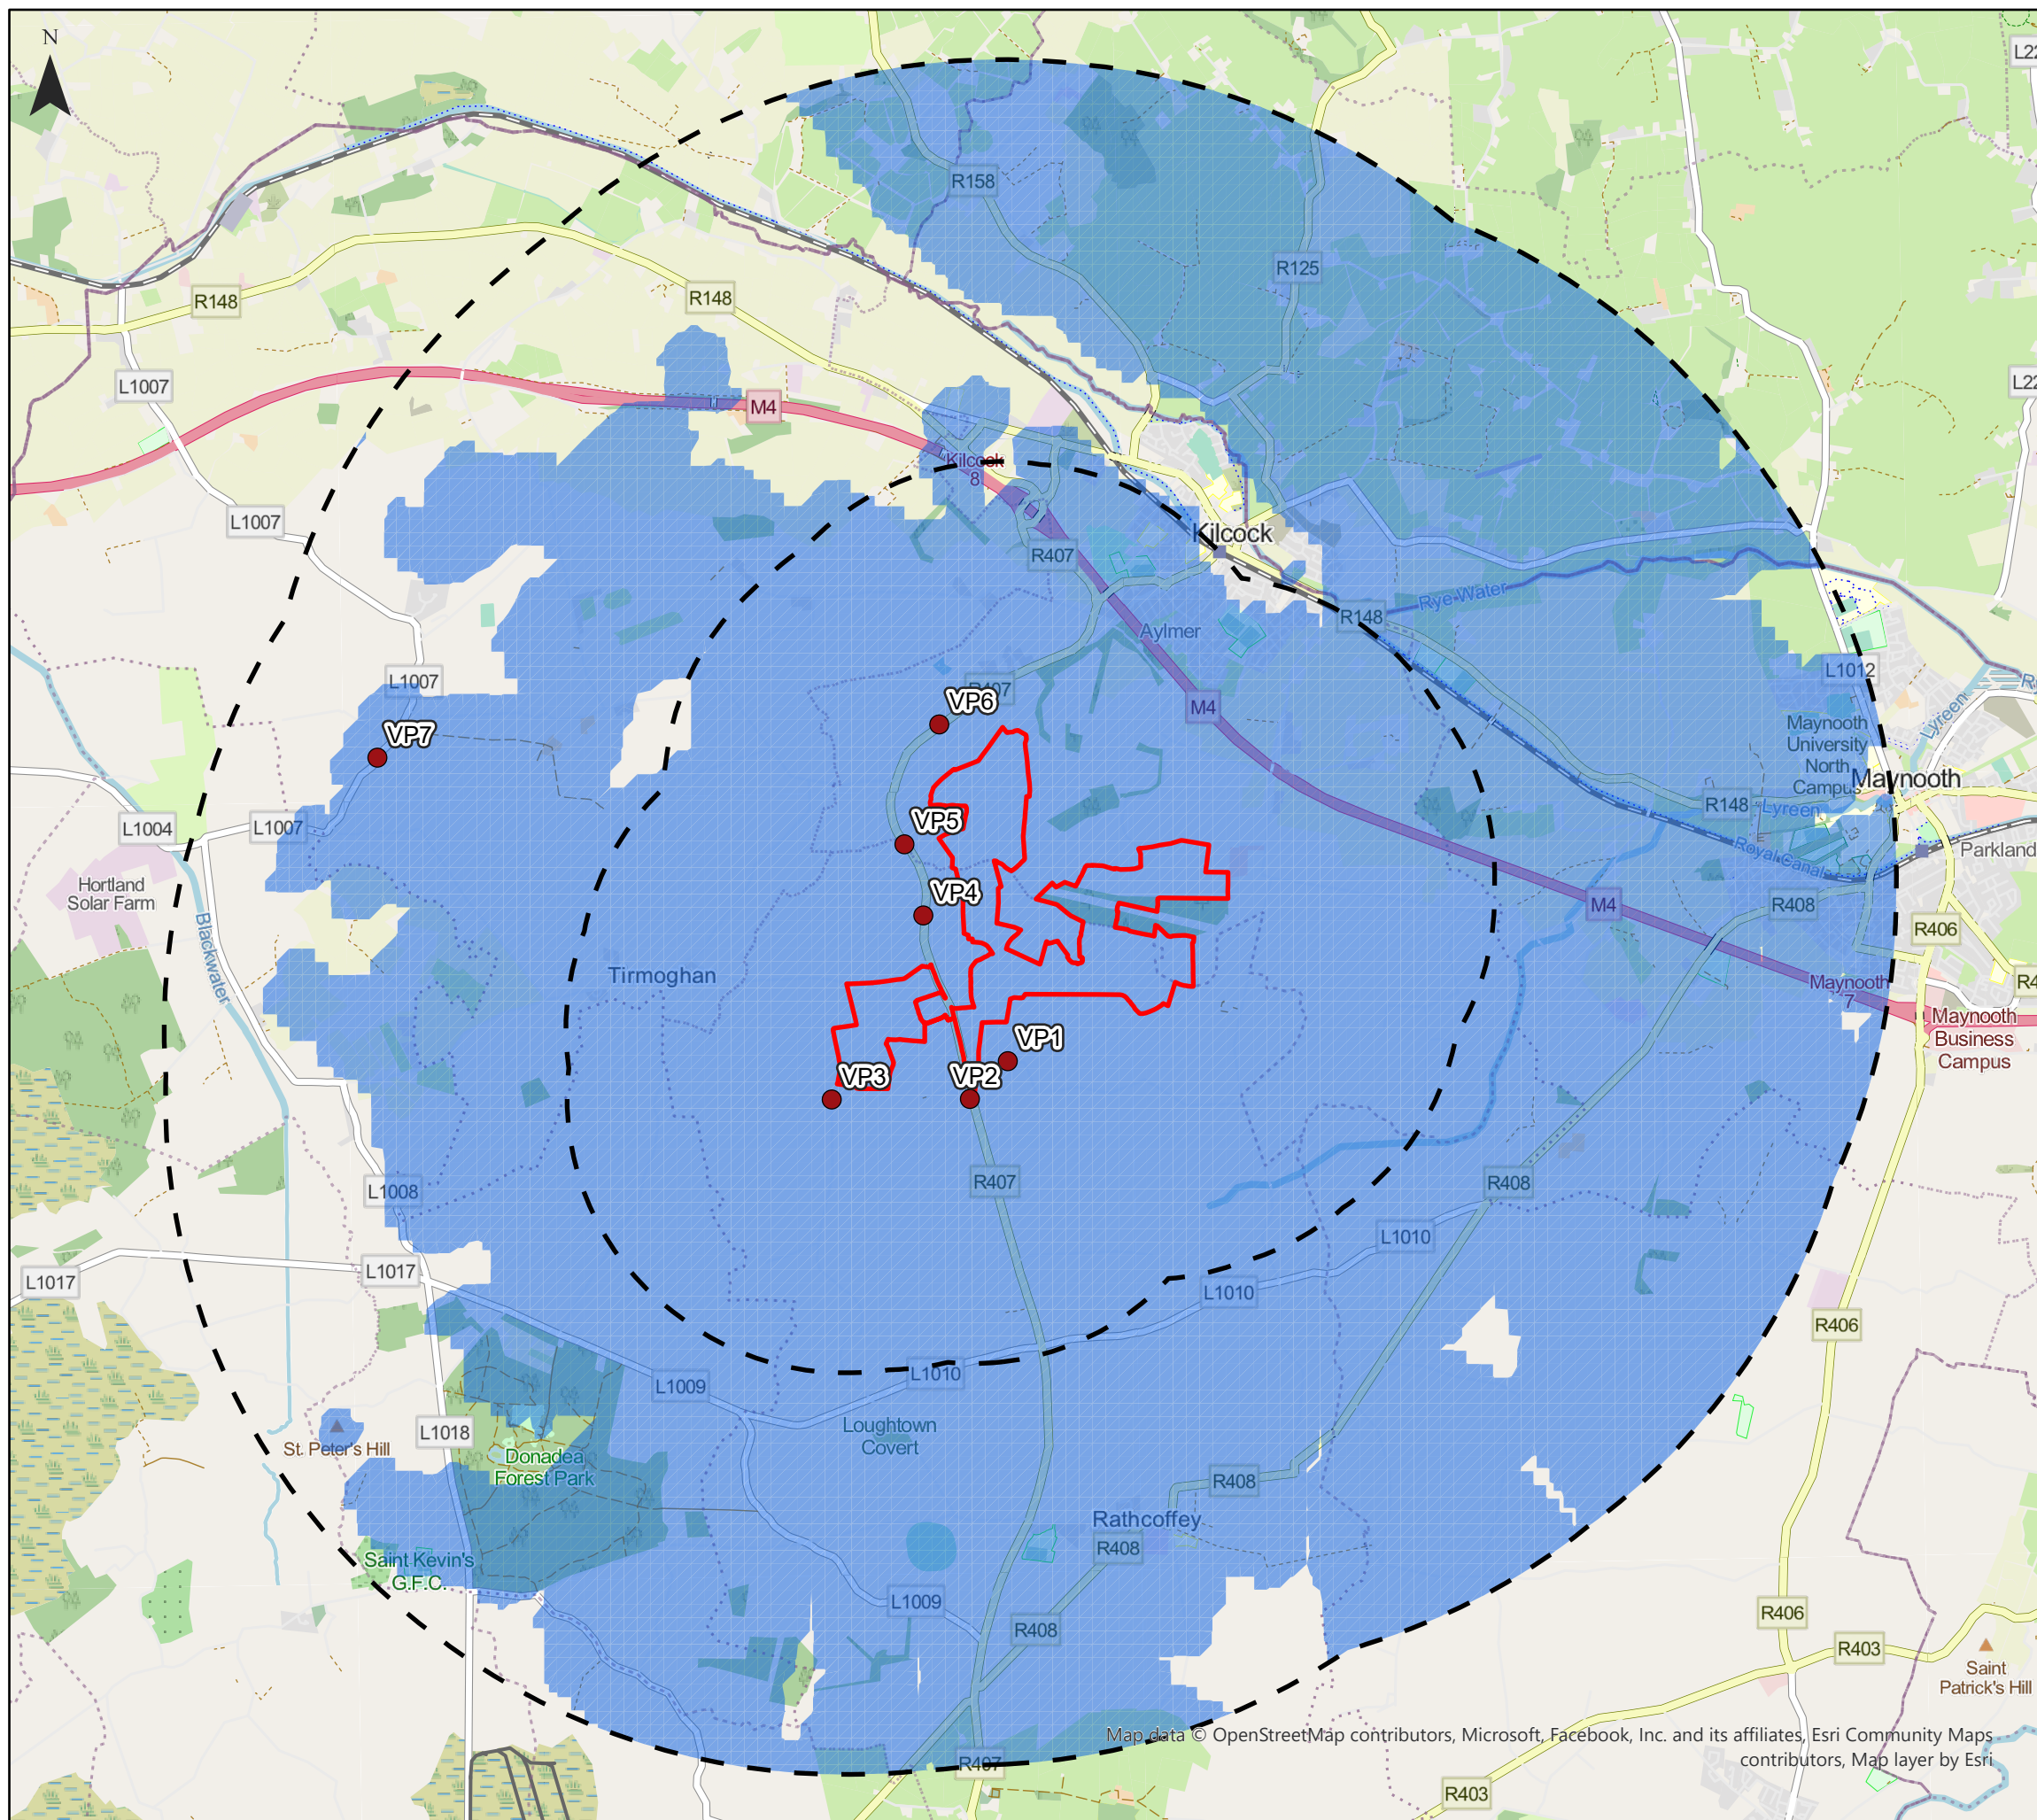 N
L22
R158
R125
R148
R148
L1007
M4
L22
Kilcock
8
L1007
Kilcock
R407
Rye Water
R148
Aylmer
L1007
R407
L1012
VP6
M4
Lyreen
VP7
Maynooth
University
North
Campus
Maynooth
R148
Lyreen
L1004
L1007
VP5
Royal Canal
Parkland
Hortland
Solar Farm
VP4
M4
R408
R406
Blackwater
Tirmoghan
Maynooth
7
R4
Maynooth
Business
Campus
VP1
VP3
VP2
R407
R408
L1008
L1010
L1017
L1017
L1010
R406
L1010
L1009
L1018
Loughtown
Covert
St. Peter's Hill
Donadea
Forest Park
R408
Rathcoffey
R408
Saint Kevin's
G.F.C.
L1009
R408
R406
R403
Saint
Patrick's Hill
Map data © OpenStreetMap contributors, Microsoft, Facebook, Inc. and its affiliates, Esri Community Maps
contributors, Map layer by Esri
R407
R403